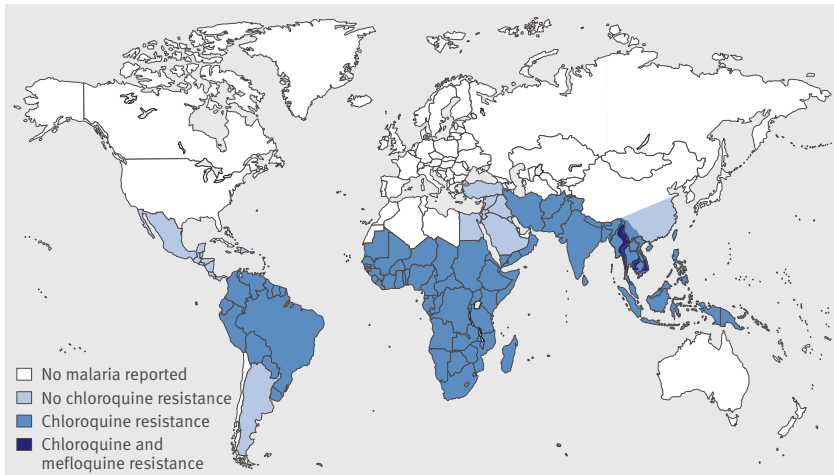 No malaria reported
No chloroquine resistance
Chloroquine resistance
Chloroquine and
mefloquine resistance